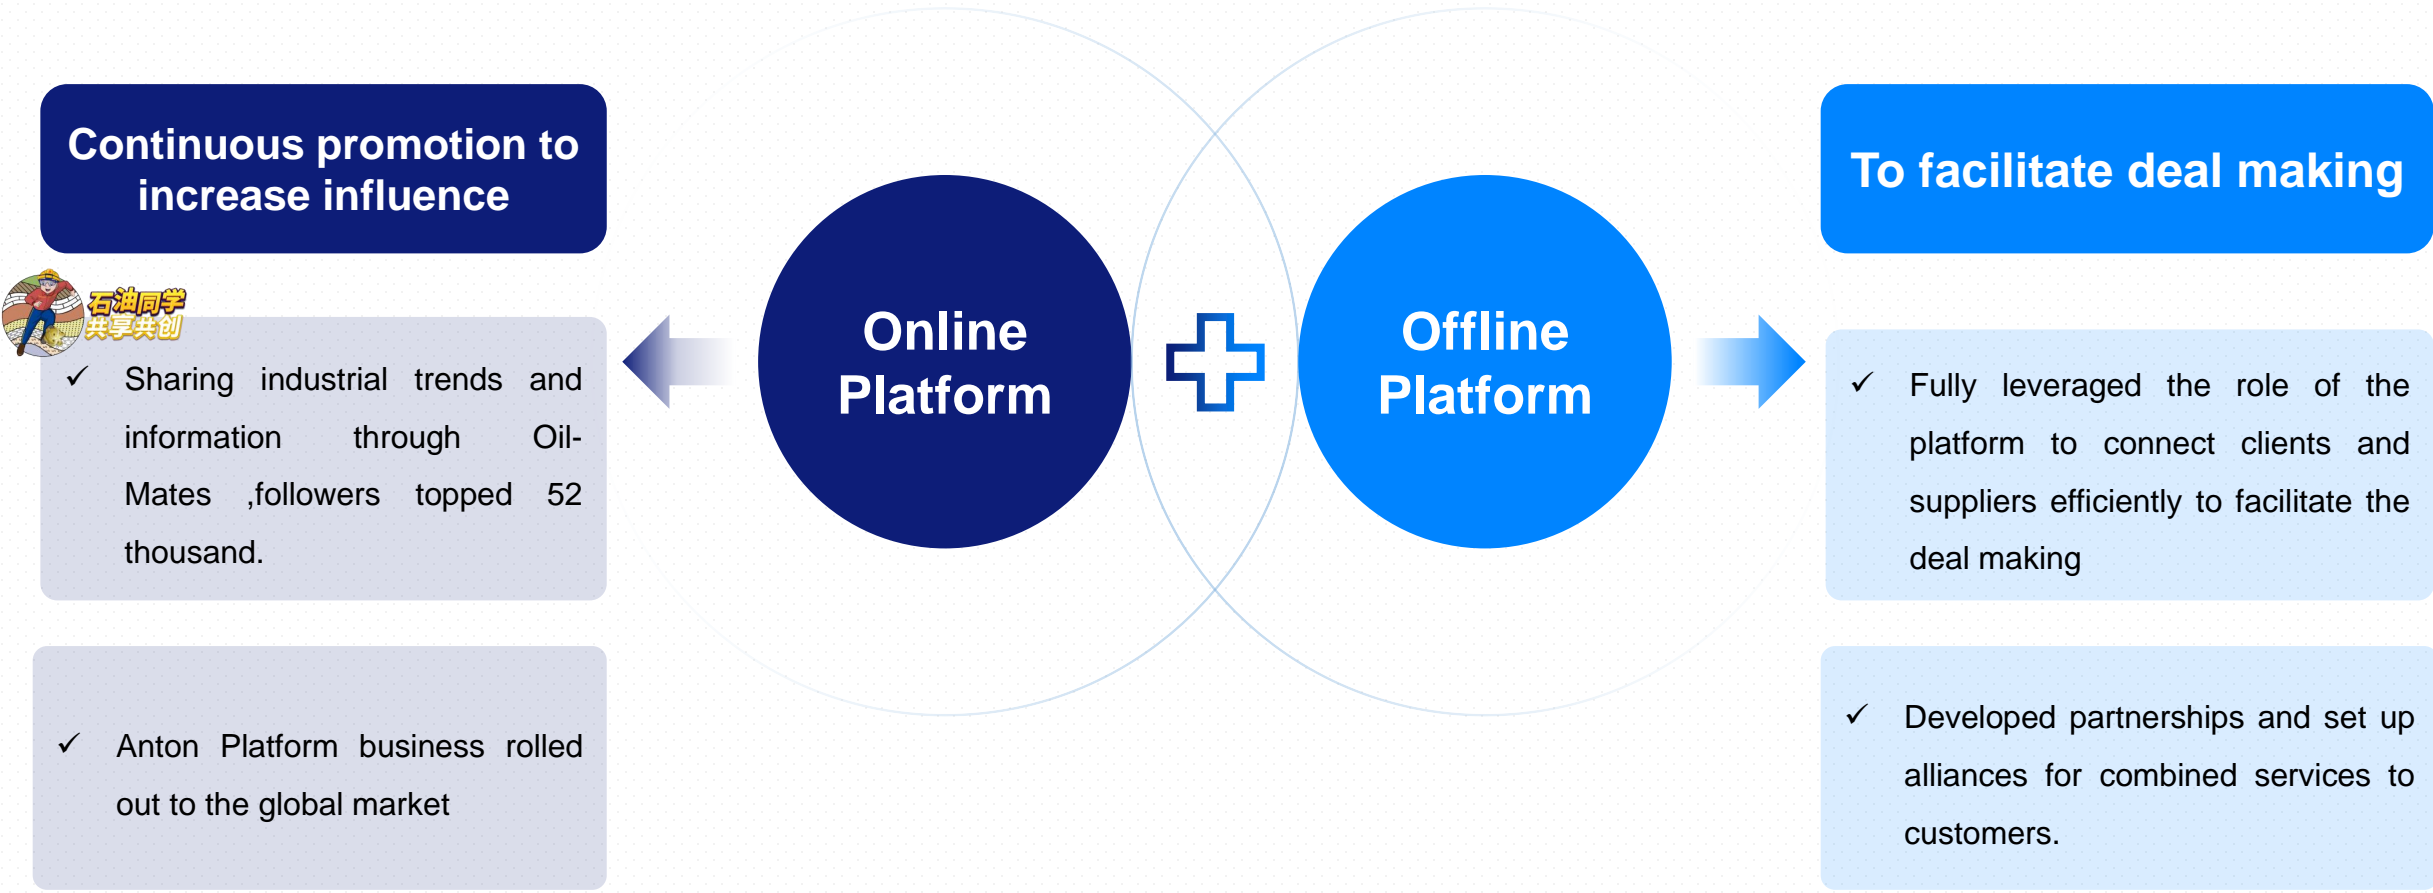 Continuous promotion to
increase influence
石油同学
共享共创
✓ Sharing industrial trends and
information through Oil-
Mates ,followers topped 52
thousand.
✓ Anton Platform business rolled
out to the global market
Online
Platform
Offline
Platform
To facilitate deal making
✓ Fully leveraged the role of the
platform to connect clients and
suppliers efficiently to facilitate the
deal making
✓ Developed partnerships and set up
alliances for combined services to
customers.